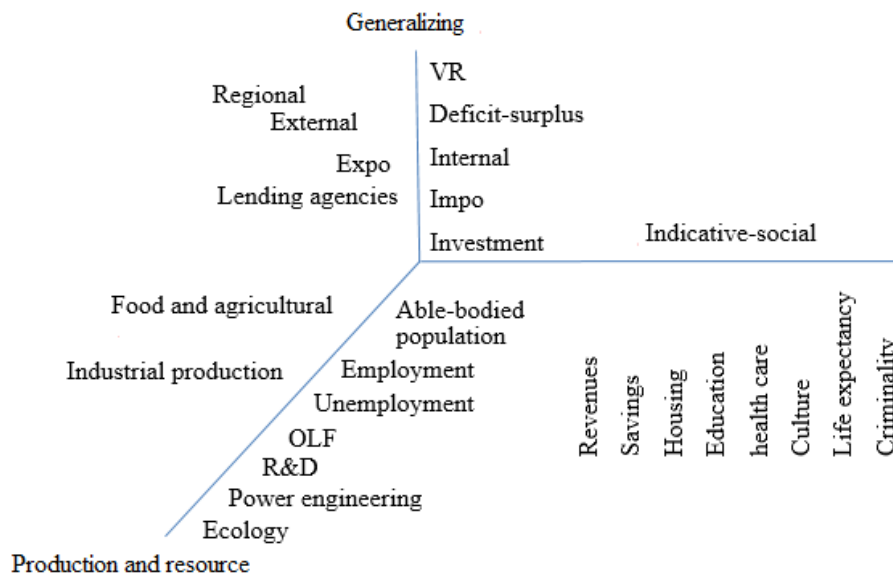 Generalizing
VR
Regional
External
Deficit-surplus
Internal
Expo
Lending agencies
Impo
Investment
Indicative-social
Food and agricultural
Able-bodied
population
Industrial production
Employment
Unemployment
OLF
R&D
Power engineering
Ecology
Production and resource
Revenues
Savings
Housing
Education
health care
Culture
Life expectancy
Criminality